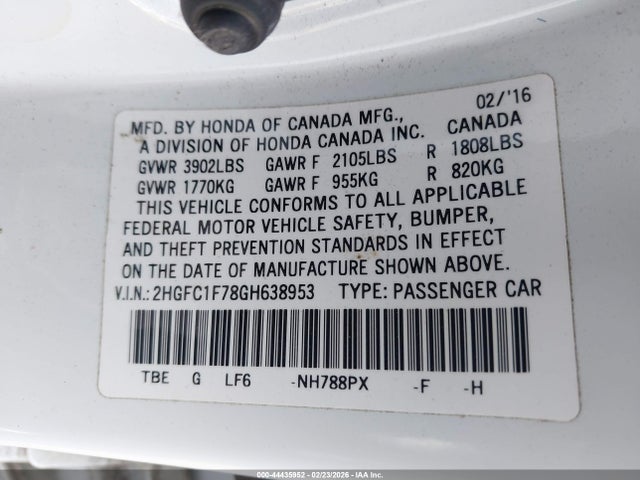 02/'16
MFD. BY HONDA OF CANADA MFG., CANADA
A DIVISION OF HONDA CANADA INC.
GVWR 3902LBS GAWR F 2105LBS R 1808LBS
GVWR 1770KG GAWR F 955KG R 820KG
THIS VEHICLE CONFORMS TO ALL APPLICABLE
FEDERAL MOTOR VEHICLE SAFETY, BUMPER,
AND THEFT PREVENTION STANDARDS IN EFFECT
ON THE DATE OF MANUFACTURE SHOWN ABOVE.
V.I.N.: 2HGFC1F78GH638953 TYPE: PASSENGER CAR
TBE G LF6 -NH788PX -F -H
000-44435952 - 02/23/2026 - IAA Inc.